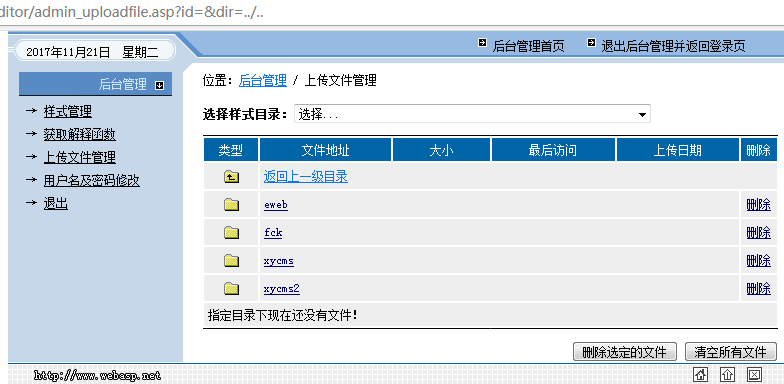 ditor/admin_uploadfile.asp?id=&dir=../..
2017年11月21日 星期二
后台管理首页 退出后台管理并返回登录页
后台管理
→ 样式管理
→ 获取解释函数
→ 上传文件管理
→ 用户名及密码修改
→ 退出
位置：后台管理 / 上传文件管理
选择样式目录： 选择...
类型 文件地址 大小 最后访问 上传日期 删除
返回上一级目录
eweb 删除
fck 删除
xycms 删除
xycms2 删除
指定目录下现在还没有文件！
删除选定的文件 清空所有文件
http://www.webasp.net